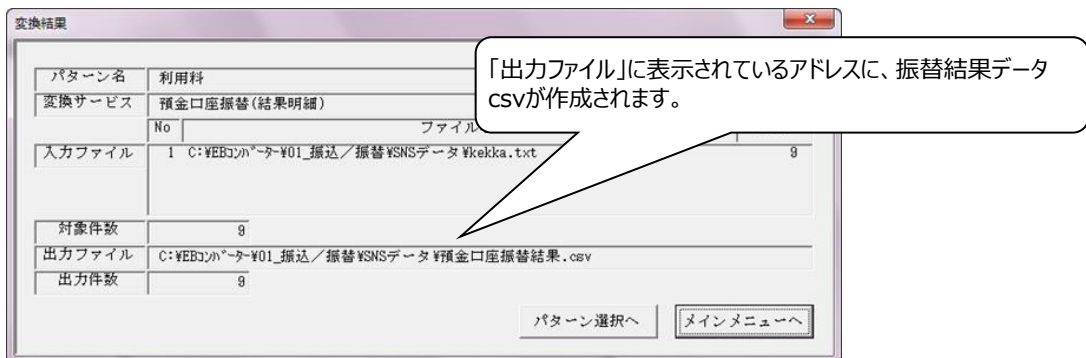 変換結果
「出力ファイル」に表示されているアドレスに、振替結果データ
csvが作成されます。
パターン名 利用料
変換サービス 預金口座振替(結果明細)
No ファイル
入力ファイル 1 C:¥EBｺﾝﾊﾞｰﾀｰ¥01_振込／振替¥SNSデータ¥kekka.txt 9
対象件数 9
出力ファイル C:¥EBｺﾝﾊﾞｰﾀｰ¥01_振込／振替¥SNSデータ¥預金口座振替結果.csv
出力件数 9
パターン選択へ メインメニューへ